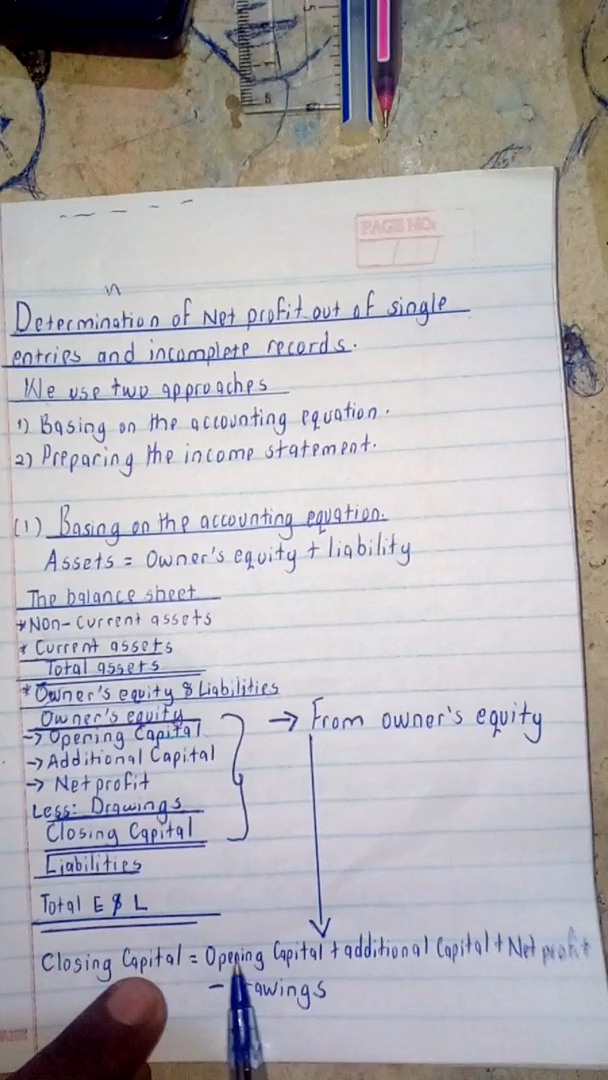 PAGE NO:
Determination of Net profit out of single
entries and incomplete records.
We use two approaches
1) Basing on the accounting equation.
2) Preparing the income statement.
(1) Basing on the accounting equation.
Assets = Owner's equity + liability
The balance sheet
*Non-current assets
* Current assets
Total assets
*Owner's equity & Liabilities
Owner's equity
→ Opening Capital
→ Additional Capital
→ Net profit
Less: Drawings
Closing Capital
→ From owner's equity
Liabilities
Total E & L
Closing Capital = Opening Capital + additional Capital + Net profit
- awings